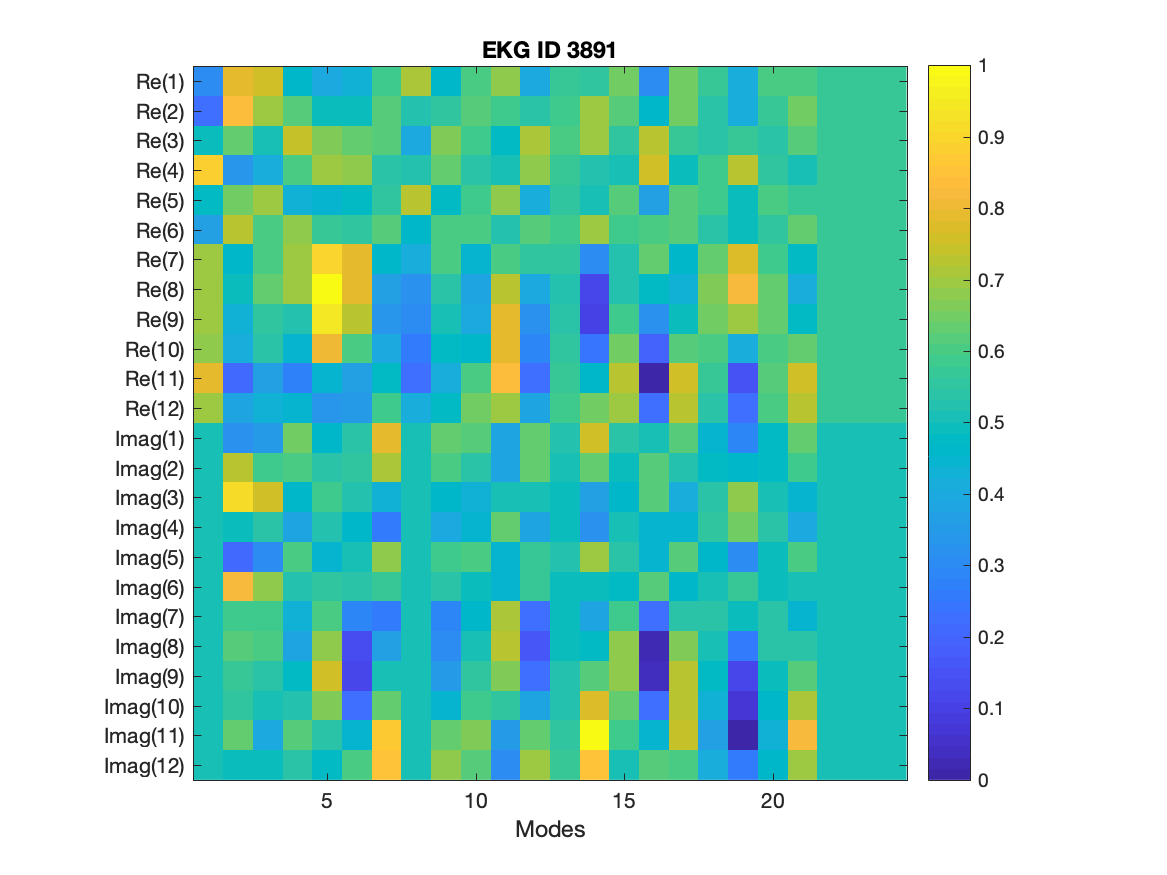 EKG ID 3891
Re(1)
Re(2)
Re(3)
Re(4)
Re(5)
Re(6)
Re(7)
Re(8)
Re(9)
Re(10)
Re(11)
Re(12)
Imag(1)
Imag(2)
Imag(3)
Imag(4)
Imag(5)
Imag(6)
Imag(7)
Imag(8)
Imag(9)
Imag(10)
Imag(11)
Imag(12)
5 10 15 20
Modes
1
0.9
0.8
0.7
0.6
0.5
0.4
0.3
0.2
0.1
0